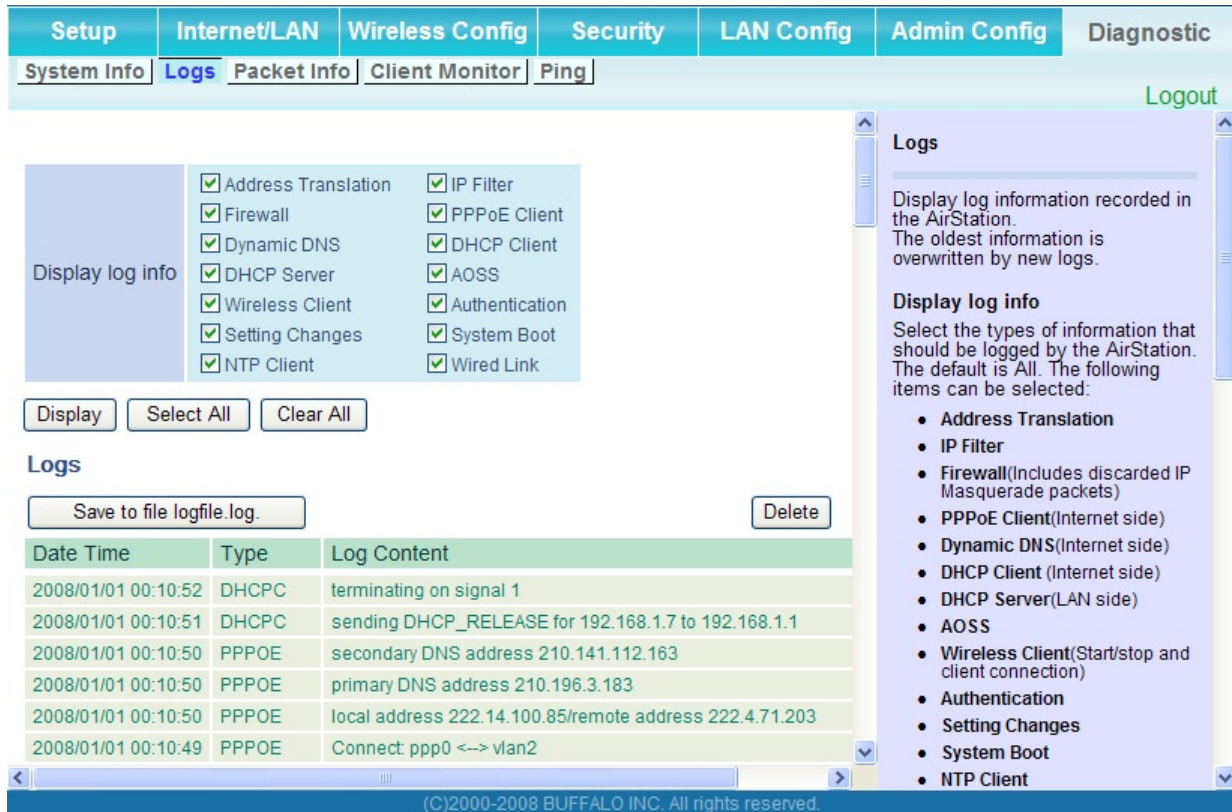 Setup Internet/LAN Wireless Config Security LAN Config Admin Config Diagnostic
System Info Logs Packet Info Client Monitor Ping
Logout
Display log info
Address Translation IP Filter
Firewall PPPoE Client
Dynamic DNS DHCP Client
DHCP Server AOSS
Wireless Client Authentication
Setting Changes System Boot
NTP Client Wired Link
Display Select All Clear All
Logs
Save to file logfile.log. Delete
Date Time Type Log Content
2008/01/01 00:10:52 DHCPC terminating on signal 1
2008/01/01 00:10:51 DHCPC sending DHCP_RELEASE for 192.168.1.7 to 192.168.1.1
2008/01/01 00:10:50 PPPOE secondary DNS address 210.141.112.163
2008/01/01 00:10:50 PPPOE primary DNS address 210.196.3.183
2008/01/01 00:10:50 PPPOE local address 222.14.100.85/remote address 222.4.71.203
2008/01/01 00:10:49 PPPOE Connect: ppp0 <--> vlan2
Logs
Display log information recorded in
the AirStation.
The oldest information is
overwritten by new logs.
Display log info
Select the types of information that
should be logged by the AirStation.
The default is All. The following
items can be selected:
• Address Translation
• IP Filter
• Firewall(Includes discarded IP
Masquerade packets)
• PPPoE Client(Internet side)
• Dynamic DNS(Internet side)
• DHCP Client (Internet side)
• DHCP Server(LAN side)
• AOSS
• Wireless Client(Start/stop and
client connection)
• Authentication
• Setting Changes
• System Boot
• NTP Client
(C)2000-2008 BUFFALO INC. All rights reserved.